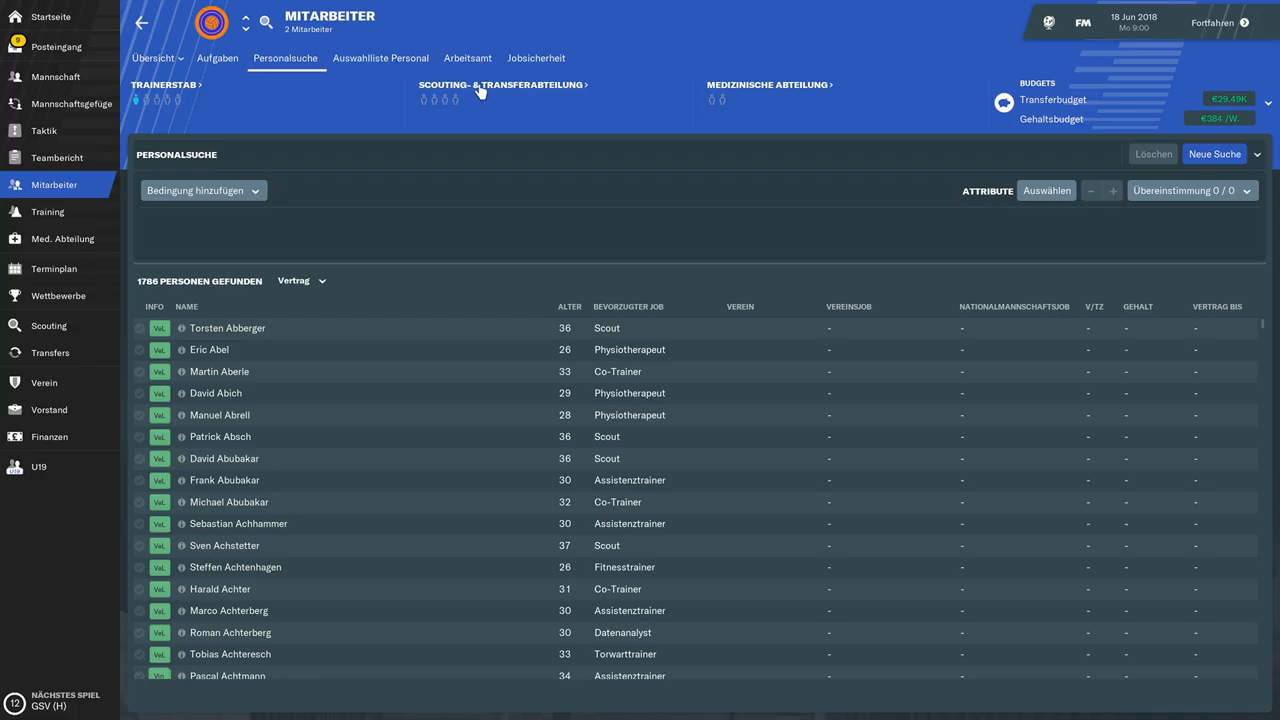 Startseite
9
Posteingang
Mannschaft
Mannschaftsgefüge
Taktik
Teambericht
Mitarbeiter
Training
Med. Abteilung
Terminplan
Wettbewerbe
Scouting
Transfers
Verein
Vorstand
Finanzen
U19
U19
12
NÄCHSTES SPIEL
GSV (H)
MITARBEITER
2 Mitarbeiter
FM
18 Jun 2018
Mo 9:00
Fortfahren
Übersicht
Aufgaben
Personalsuche
Auswahlliste Personal
Arbeitsamt
Jobsicherheit
TRAINERSTAB
SCOUTING- & TRANSFERABTEILUNG
MEDIZINISCHE ABTEILUNG
BUDGETS
Transferbudget €29.49K
Gehaltsbudget €384 /W.
PERSONALSUCHE
Löschen
Neue Suche
Bedingung hinzufügen
ATTRIBUTE
Auswählen
− +
Übereinstimmung 0 / 0
1786 PERSONEN GEFUNDEN
Vertrag
INFO NAME ALTER BEVORZUGTER JOB VEREIN VEREINSJOB NATIONALMANNSCHAFTSJOB V/TZ GEHALT VERTRAG BIS
VeL Torsten Abberger 36 Scout - - - - -
VeL Eric Abel 26 Physiotherapeut - - - - -
VeL Martin Aberle 33 Co-Trainer - - - - -
VeL David Abich 29 Physiotherapeut - - - - -
VeL Manuel Abrell 28 Physiotherapeut - - - - -
VeL Patrick Absch 36 Scout - - - - -
VeL David Abubakar 36 Scout - - - - -
VeL Frank Abubakar 30 Assistenztrainer - - - - -
VeL Michael Abubakar 32 Co-Trainer - - - - -
VeL Sebastian Achhammer 30 Assistenztrainer - - - - -
VeL Sven Achstetter 37 Scout - - - - -
VeL Steffen Achtenhagen 26 Fitnesstrainer - - - - -
VeL Harald Achter 31 Co-Trainer - - - - -
VeL Marco Achterberg 30 Assistenztrainer - - - - -
VeL Roman Achterberg 30 Datenanalyst - - - - -
VeL Tobias Achteresch 33 Torwarttrainer - - - - -
Vin Pascal Achtmann 34 Assistenztrainer - - - - -